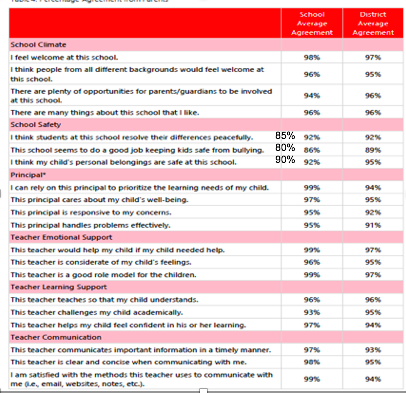 Table 4. Percentage Agreement from Parents
School Average Agreement District Average Agreement
School Climate
I feel welcome at this school. 98% 97%
I think people from all different backgrounds would feel welcome at this school. 96% 95%
There are plenty of opportunities for parents/guardians to be involved at this school. 94% 96%
There are many things about this school that I like. 96% 96%
School Safety
I think students at this school resolve their differences peacefully. 85% 92% 92%
This school seems to do a good job keeping kids safe from bullying. 80% 86% 89%
I think my child's personal belongings are safe at this school. 90% 92% 95%
Principal*
I can rely on this principal to prioritize the learning needs of my child. 99% 94%
This principal cares about my child's well-being. 97% 95%
This principal is responsive to my concerns. 95% 92%
This principal handles problems effectively. 95% 91%
Teacher Emotional Support
This teacher would help my child if my child needed help. 99% 97%
This teacher is considerate of my child's feelings. 96% 95%
This teacher is a good role model for the children. 99% 97%
Teacher Learning Support
This teacher teaches so that my child understands. 96% 96%
This teacher challenges my child academically. 93% 95%
This teacher helps my child feel confident in his or her learning. 97% 94%
Teacher Communication
This teacher communicates important information in a timely manner. 97% 93%
This teacher is clear and concise when communicating with me. 98% 95%
I am satisfied with the methods this teacher uses to communicate with me (i.e., email, websites, notes, etc.). 99% 94%